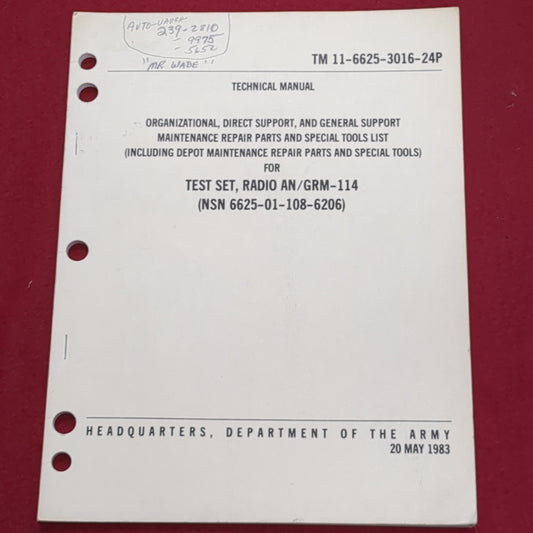 AUTO-VADEN
239-2810
- 9975
- 5652
"MR. WADE"
TM 11-6625-3016-24P
TECHNICAL MANUAL
ORGANIZATIONAL, DIRECT SUPPORT, AND GENERAL SUPPORT
MAINTENANCE REPAIR PARTS AND SPECIAL TOOLS LIST
(INCLUDING DEPOT MAINTENANCE REPAIR PARTS AND SPECIAL TOOLS)
FOR
TEST SET, RADIO AN/GRM-114
(NSN 6625-01-108-6206)
HEADQUARTERS, DEPARTMENT OF THE ARMY
20 MAY 1983